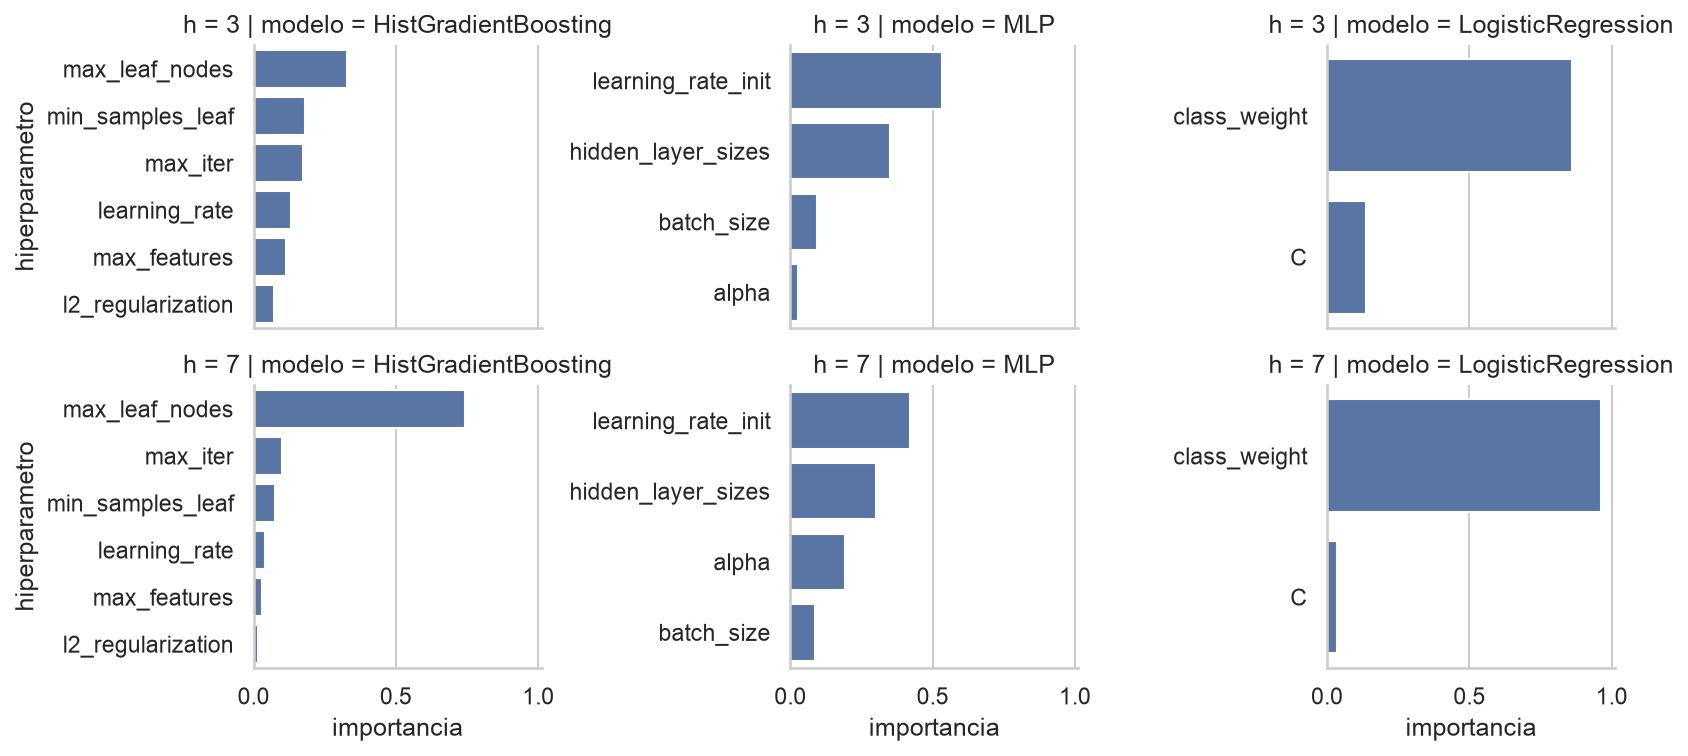 h = 3 | modelo = HistGradientBoosting
hiperparametro
max_leaf_nodes
min_samples_leaf
max_iter
learning_rate
max_features
l2_regularization
h = 3 | modelo = MLP
learning_rate_init
hidden_layer_sizes
batch_size
alpha
h = 3 | modelo = LogisticRegression
class_weight
C
h = 7 | modelo = HistGradientBoosting
hiperparametro
max_leaf_nodes
max_iter
min_samples_leaf
learning_rate
max_features
l2_regularization
0.0 0.5 1.0
importancia
h = 7 | modelo = MLP
learning_rate_init
hidden_layer_sizes
alpha
batch_size
0.0 0.5 1.0
importancia
h = 7 | modelo = LogisticRegression
class_weight
C
0.0 0.5 1.0
importancia